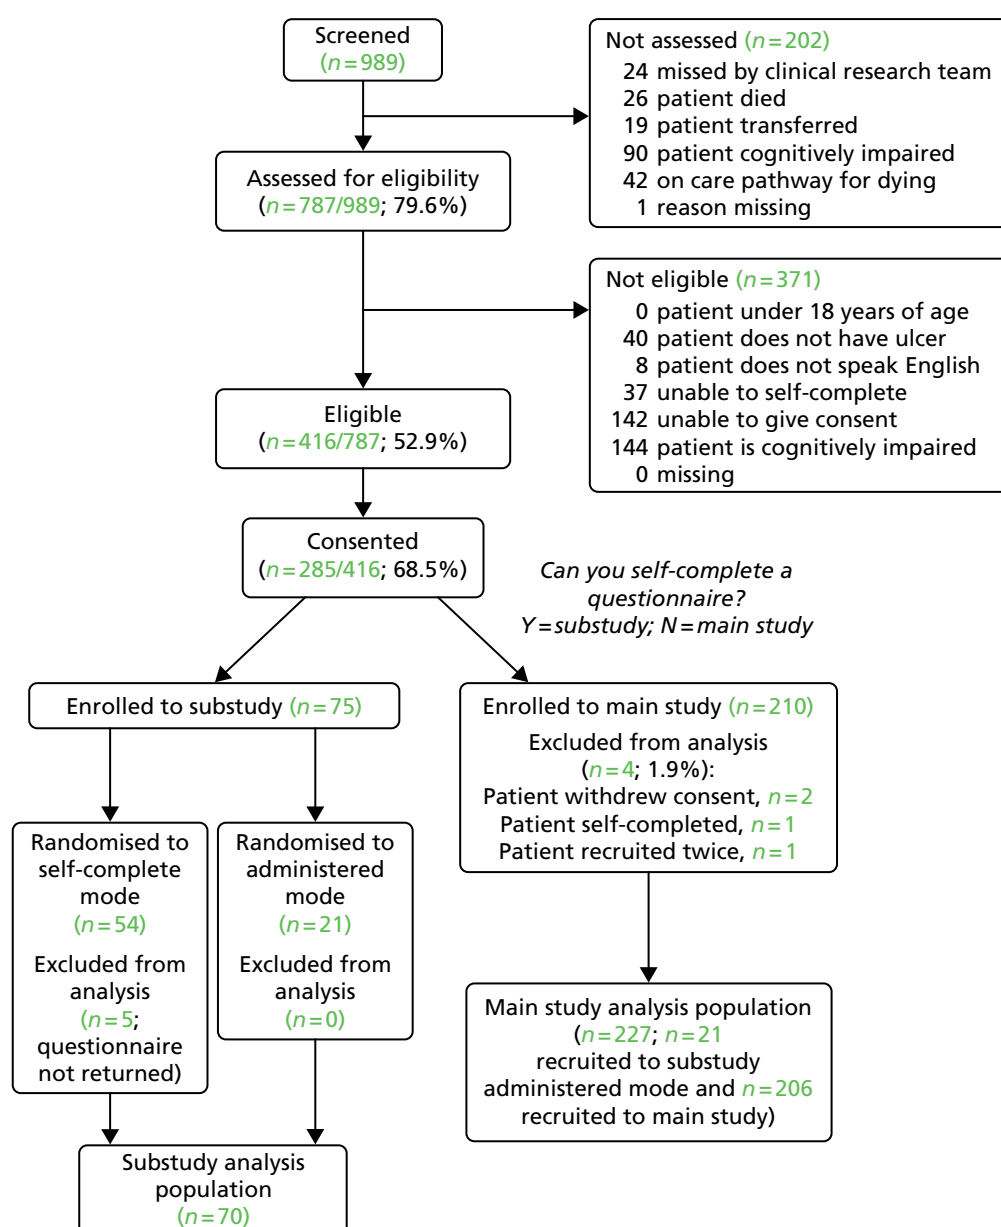 Screened
(n=989)
Not assessed (n=202)
24 missed by clinical research team
26 patient died
19 patient transferred
90 patient cognitively impaired
42 on care pathway for dying
1 reason missing
Assessed for eligibility
(n=787/989; 79.6%)
Not eligible (n=371)
0 patient under 18 years of age
40 patient does not have ulcer
8 patient does not speak English
37 unable to self-complete
142 unable to give consent
144 patient is cognitively impaired
0 missing
Eligible
(n=416/787; 52.9%)
Consented
(n=285/416; 68.5%)
Can you self-complete a
questionnaire?
Y=substudy; N=main study
Enrolled to substudy (n=75)
Randomised to
self-complete
mode
(n=54)
Excluded from
analysis
(n=5;
questionnaire
not returned)
Randomised to
administered
mode
(n=21)
Excluded from
analysis
(n=0)
Substudy analysis
population
(n=70)
Enrolled to main study (n=210)
Excluded from analysis
(n=4; 1.9%):
Patient withdrew consent, n=2
Patient self-completed, n=1
Patient recruited twice, n=1
Main study analysis population
(n=227; n=21
recruited to substudy
administered mode and n=206
recruited to main study)